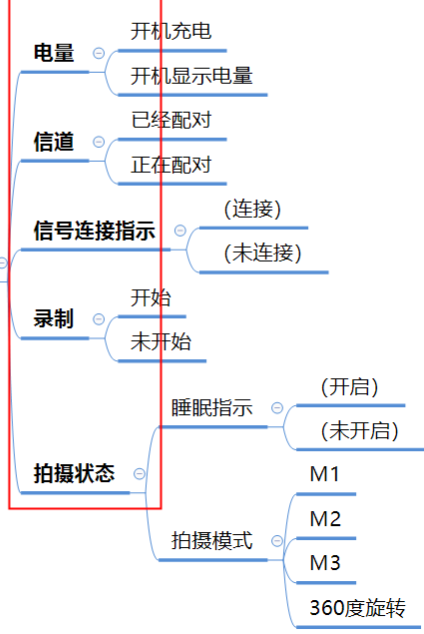 电量
开机充电
开机显示电量
信道
已经配对
正在配对
信号连接指示
（连接）
（未连接）
录制
开始
未开始
拍摄状态
睡眠指示
（开启）
（未开启）
拍摄模式
M1
M2
M3
360度旋转